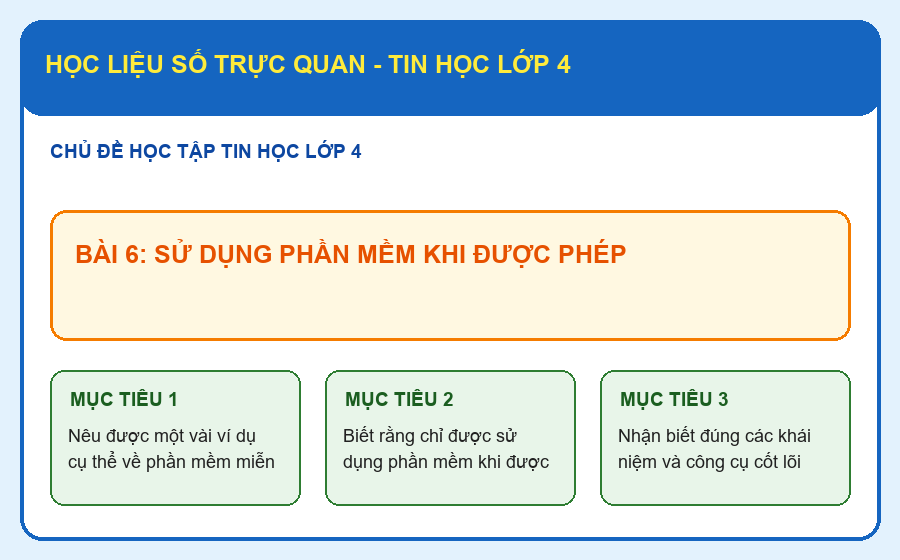 HỌC LIỆU SỐ TRỰC QUAN - TIN HỌC LỚP 4
CHỦ ĐỀ HỌC TẬP TIN HỌC LỚP 4
BÀI 6: SỬ DỤNG PHẦN MỀM KHI ĐƯỢC PHÉP
MỤC TIÊU 1
Nêu được một vài ví dụ
cụ thể về phần mềm miễn
MỤC TIÊU 2
Biết rằng chỉ được sử
dụng phần mềm khi được
MỤC TIÊU 3
Nhận biết đúng các khái
niệm và công cụ cốt lõi